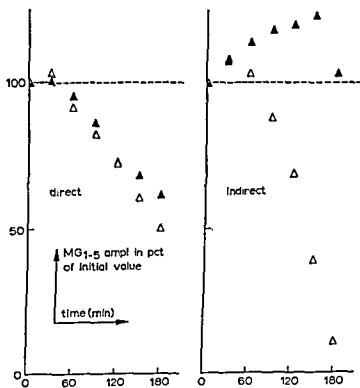 100
50
0
direct
indirect
MG1-5 ampl in pct
of initial value
time (min)
0 60 120 180
0 60 120 180